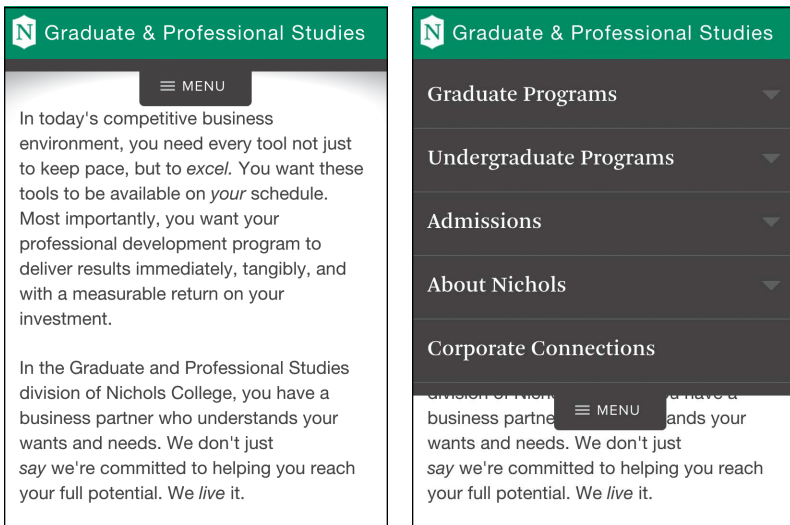 N Graduate & Professional Studies
MENU
In today's competitive business
environment, you need every tool not just
to keep pace, but to excel. You want these
tools to be available on your schedule.
Most importantly, you want your
professional development program to
deliver results immediately, tangibly, and
with a measurable return on your
investment.
In the Graduate and Professional Studies
division of Nichols College, you have a
business partner who understands your
wants and needs. We don't just
say we're committed to helping you reach
your full potential. We live it.
N Graduate & Professional Studies
Graduate Programs
Undergraduate Programs
Admissions
About Nichols
Corporate Connections
division of Nich have a
business partne MENU ands your
wants and needs. We don't just
say we're committed to helping you reach
your full potential. We live it.